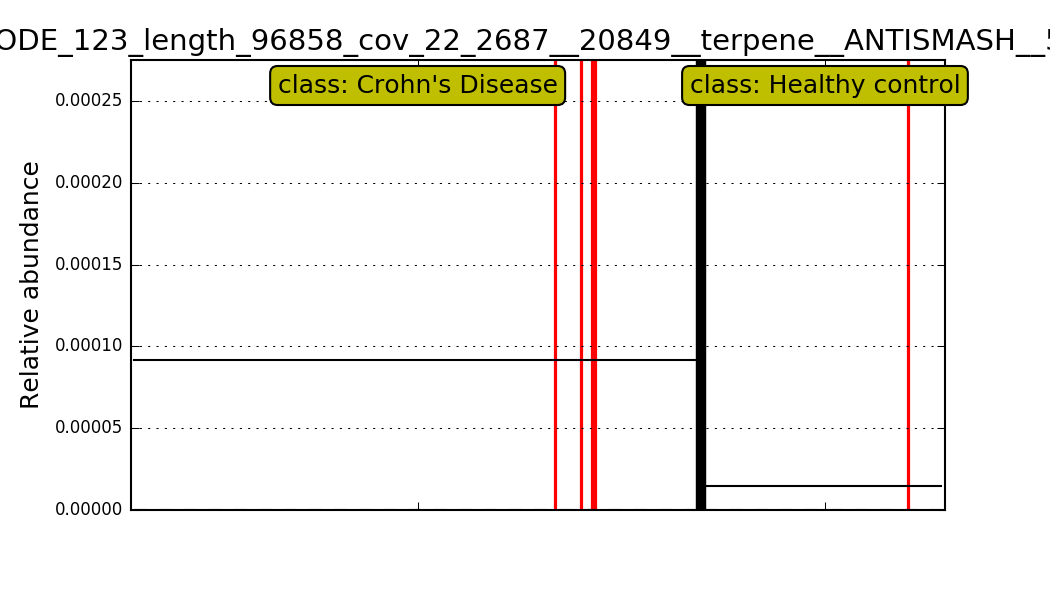 ODE_123_length_96858_cov_22_2687__20849__terpene__ANTISMASH__5
class: Crohn's Disease
class: Healthy control
Relative abundance
0.00025
0.00020
0.00015
0.00010
0.00005
0.00000